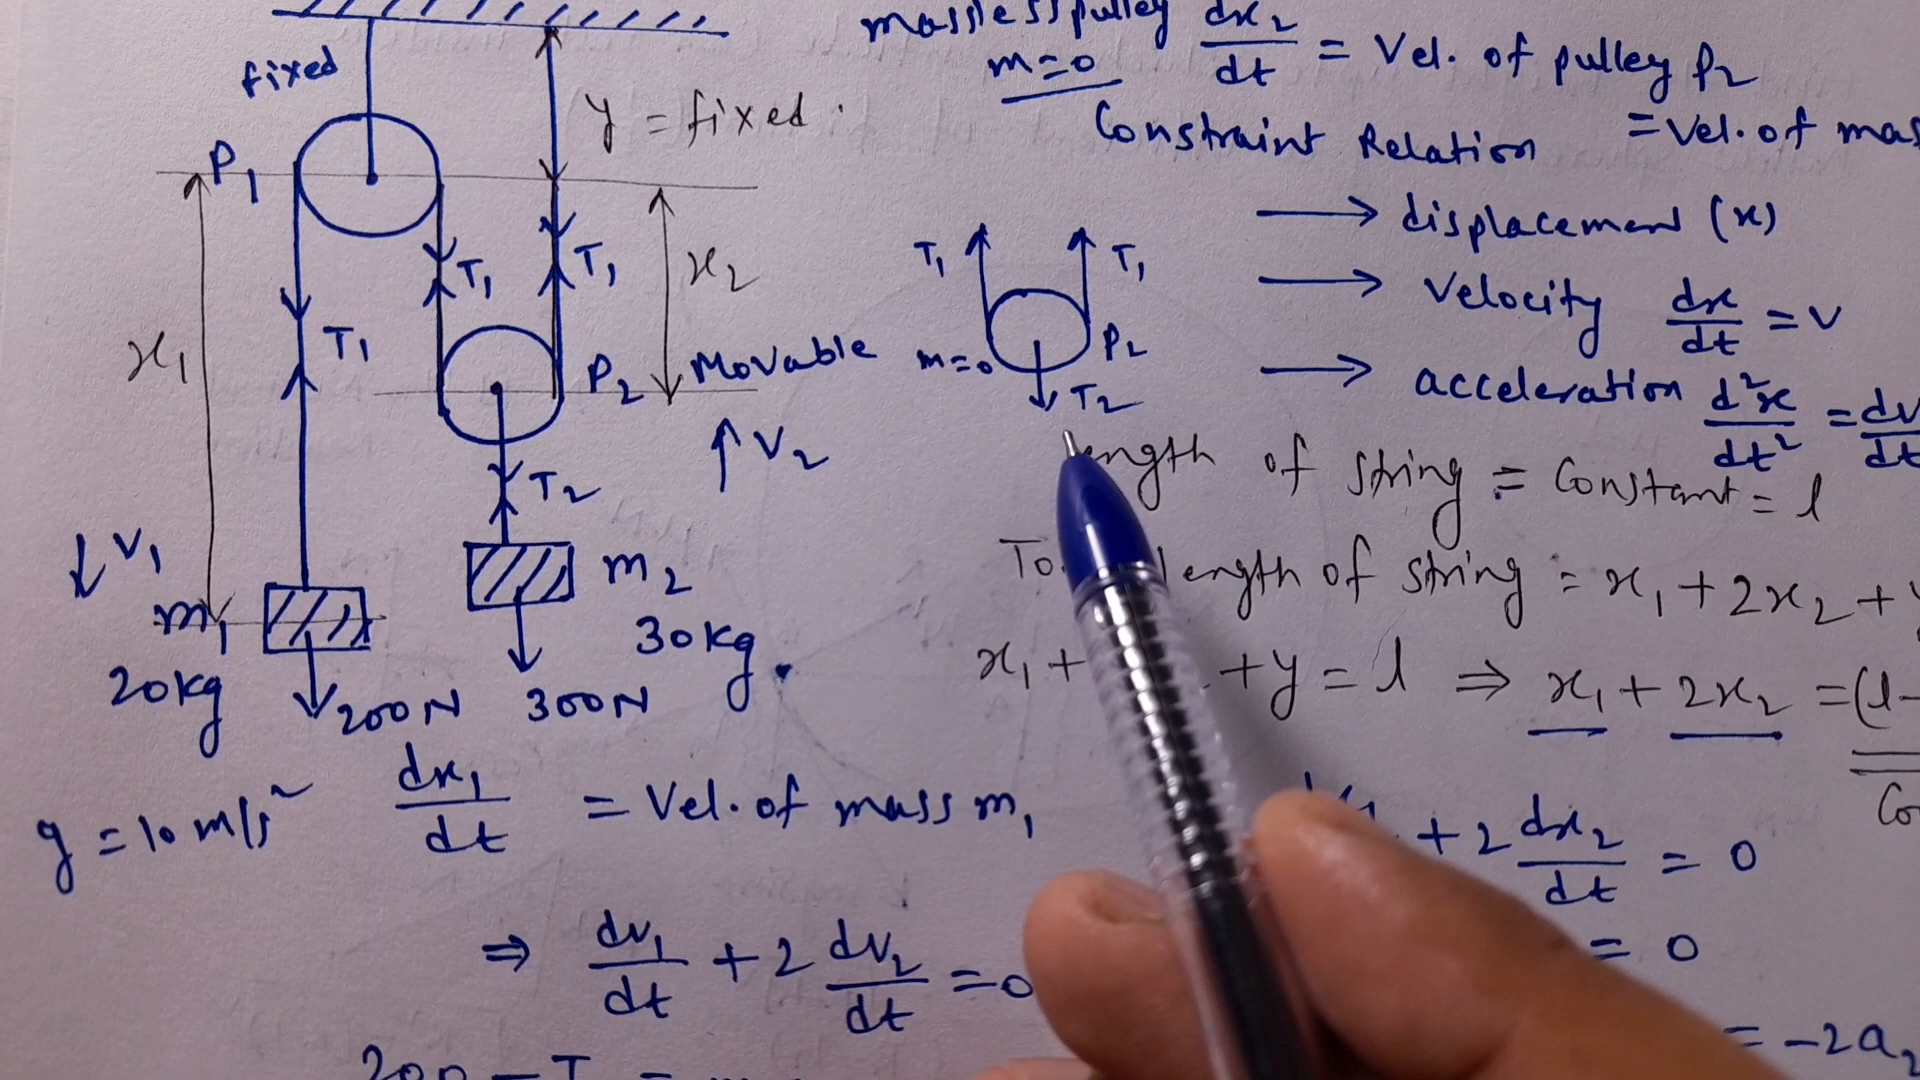 massless pulley dx2/dt = Vel. of pulley P2
m=0
fixed
y = fixed
Constraint Relation = Vel. of mas
P1
→ displacement (x)
T1 T1 x2
T1 T1
→ Velocity dx/dt = v
x1 T1
P2 Movable
m=0 P2
→ acceleration d²x/dt² = dv/dt
T2
↑ V2
T2
length of string = Constant = l
↓ V1
m1 m2
To length of string = x1 + 2x2 + y
20kg 30kg
x1 + + y = l ⇒ x1 + 2x2 = (l-
200N 300N
g = 10 m/s² dx1/dt = Vel. of mass m1
+ 2 dx2/dt = 0
Co
⇒ dv1/dt + 2 dv2/dt = 0
= 0
= -2a2
200 - T =